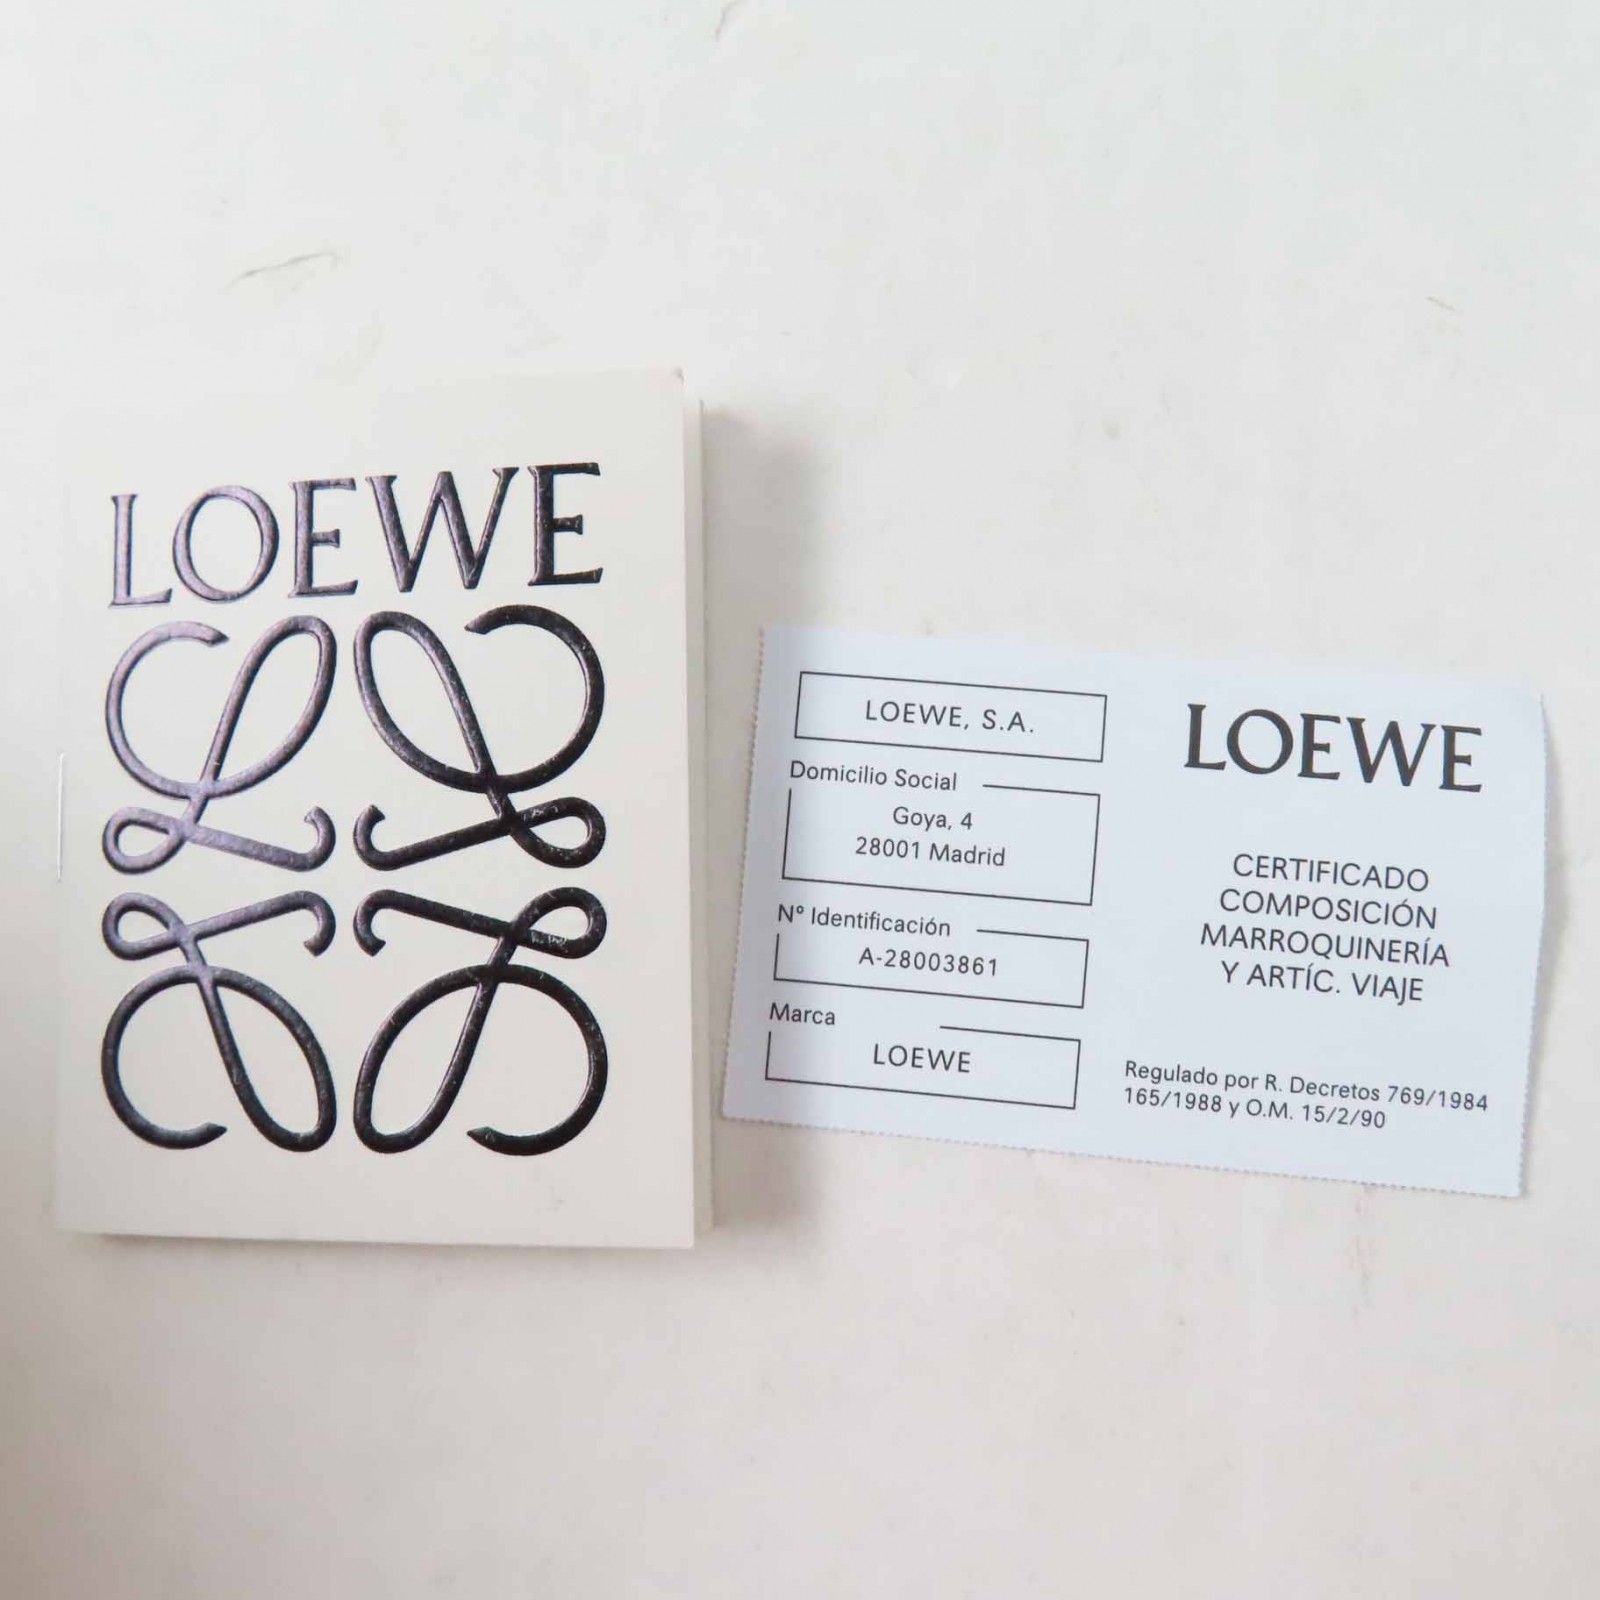 LOEWE
LOEWE, S.A.
Domicilio Social
Goya, 4
28001 Madrid
Nº Identificación
A-28003861
Marca
LOEWE
LOEWE
CERTIFICADO
COMPOSICIÓN
MARROQUINERÍA
Y ARTÍC. VIAJE
Regulado por R. Decretos 769/1984
165/1988 y O.M. 15/2/90